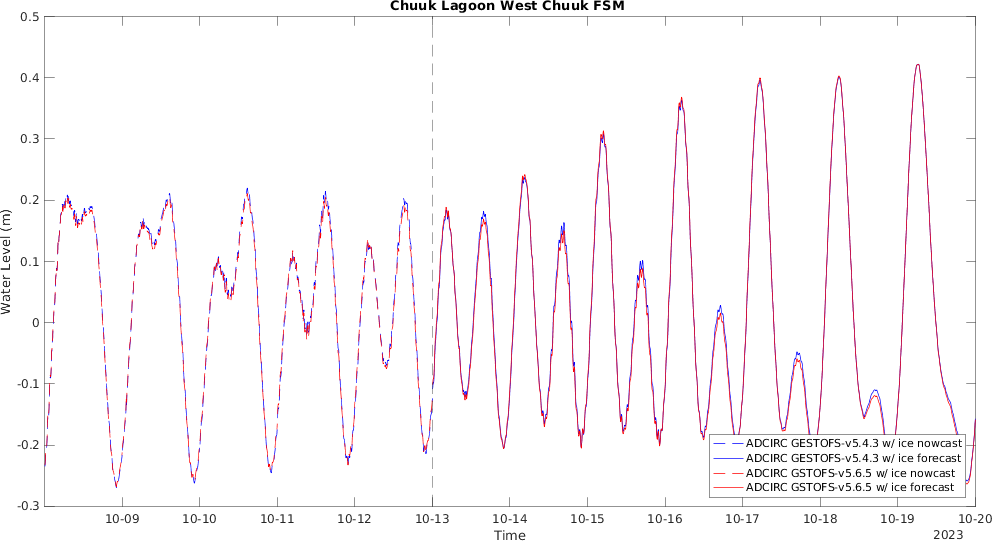 Chuuk Lagoon West Chuuk FSM
0.5
0.4
0.3
0.2
0.1
0
-0.1
-0.2
-0.3
Water Level (m)
10-09 10-10 10-11 10-12 10-13 10-14 10-15 10-16 10-17 10-18 10-19 10-20
Time
2023
ADCIRC GESTOFS-v5.4.3 w/ ice nowcast
ADCIRC GESTOFS-v5.4.3 w/ ice forecast
ADCIRC GSTOFS-v5.6.5 w/ ice nowcast
ADCIRC GSTOFS-v5.6.5 w/ ice forecast